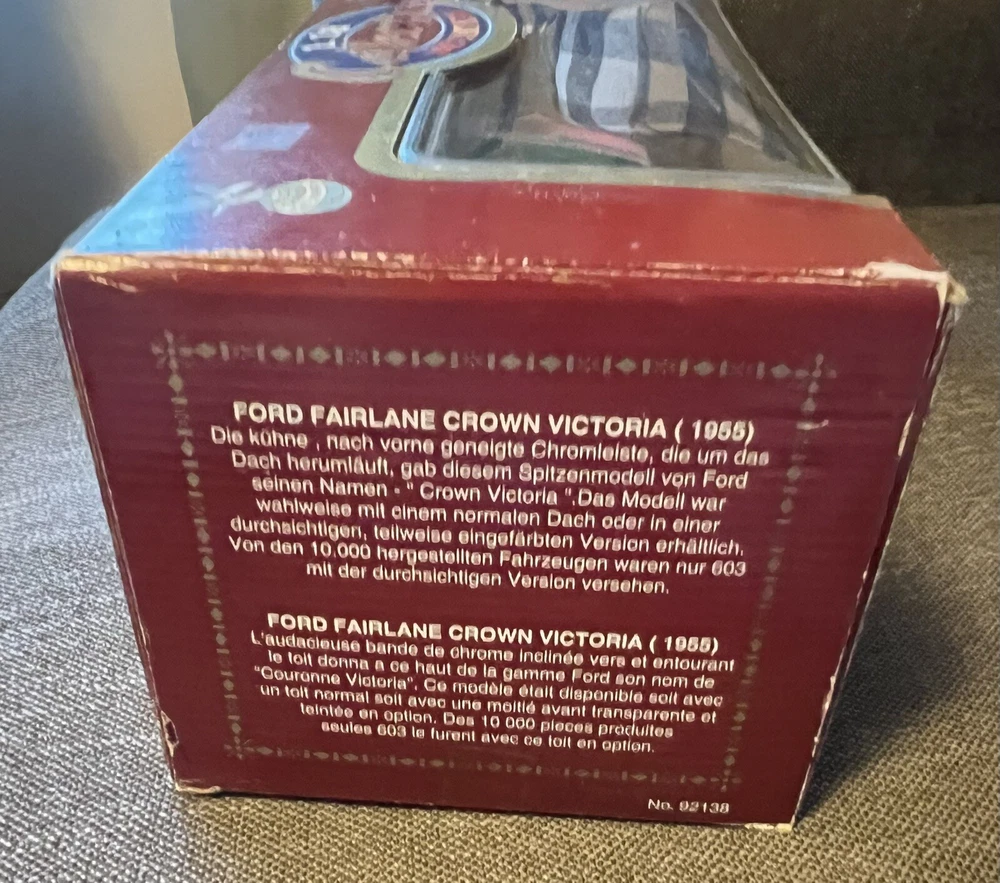 FORD FAIRLANE CROWN VICTORIA ( 1955)
Die kühne , nach vorne geneigte Chromleiste, die um das
Dach herumläuft, gab diesem Spitzenmodell von Ford
seinen Namen - " Crown Victoria ".Das Modell war
wahlweise mit einem normalen Dach oder in einer
durchsichtigen, teilweise eingefärbten Version erhältlich.
Von den 10.000 hergestellten Fahrzeugen waren nur 603
mit der durchsichtigen Version versehen.
FORD FAIRLANE CROWN VICTORIA ( 1955)
L'audacieuse bande de chrome inclinée vers et entourant
le toit donna a ce haut de la gamme Ford son nom de
"Couronne Victoria". Ce modèle était disponible soit avec
un toit normal soit avec une moitié avant transparente et
teintée en option. Des 10 000 pieces produites
seules 603 le furent avec ce toit en option.
No. 92138